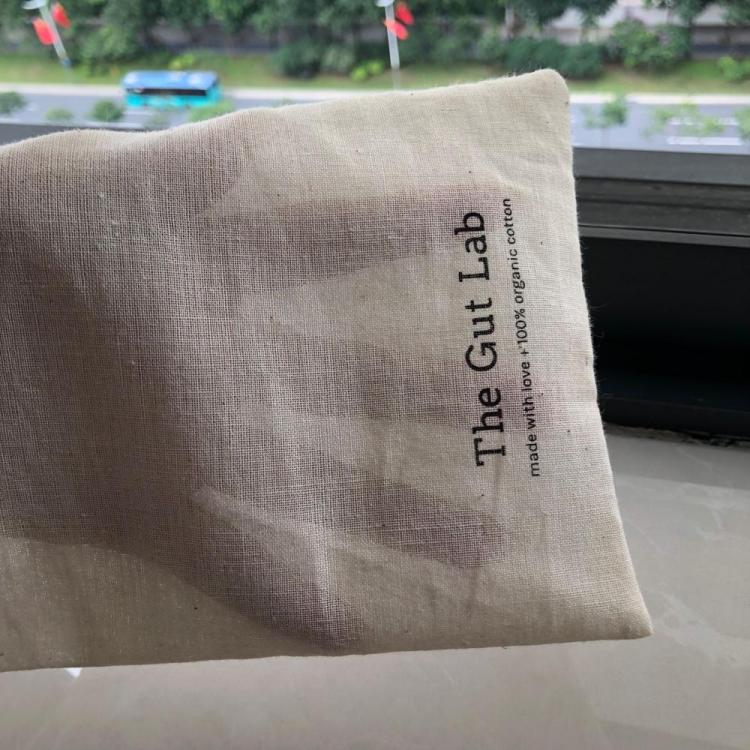 The Gut Lab
made with love + 100% organic cotton